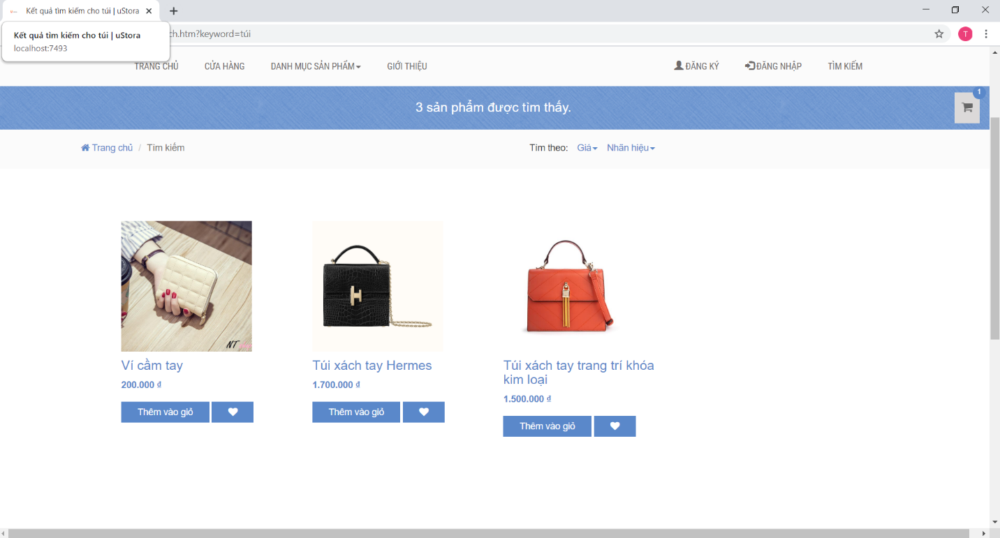 Kết quả tìm kiếm cho túi | uStora
Kết quả tìm kiếm cho túi | uStora
localhost:7493
ch.htm?keyword=túi
T
TRANG CHỦ CỬA HÀNG DANH MỤC SẢN PHẨM GIỚI THIỆU ĐĂNG KÝ ĐĂNG NHẬP TÌM KIẾM
1
3 sản phẩm được tìm thấy.
Trang chủ / Tìm kiếm Tìm theo: Giá Nhãn hiệu
NT
Ví cầm tay
200.000 ₫
Thêm vào giỏ
Túi xách tay Hermes
1.700.000 ₫
Thêm vào giỏ
Túi xách tay trang trí khóa
kim loại
1.500.000 ₫
Thêm vào giỏ